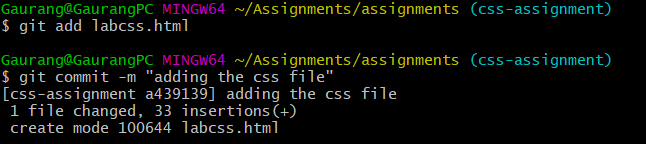 Gaurang@GaurangPC MINGW64 ~/Assignments/assignments (css-assignment)
$ git add labcss.html
Gaurang@GaurangPC MINGW64 ~/Assignments/assignments (css-assignment)
$ git commit -m "adding the css file"
[css-assignment a439139] adding the css file
 1 file changed, 33 insertions(+)
 create mode 100644 labcss.html